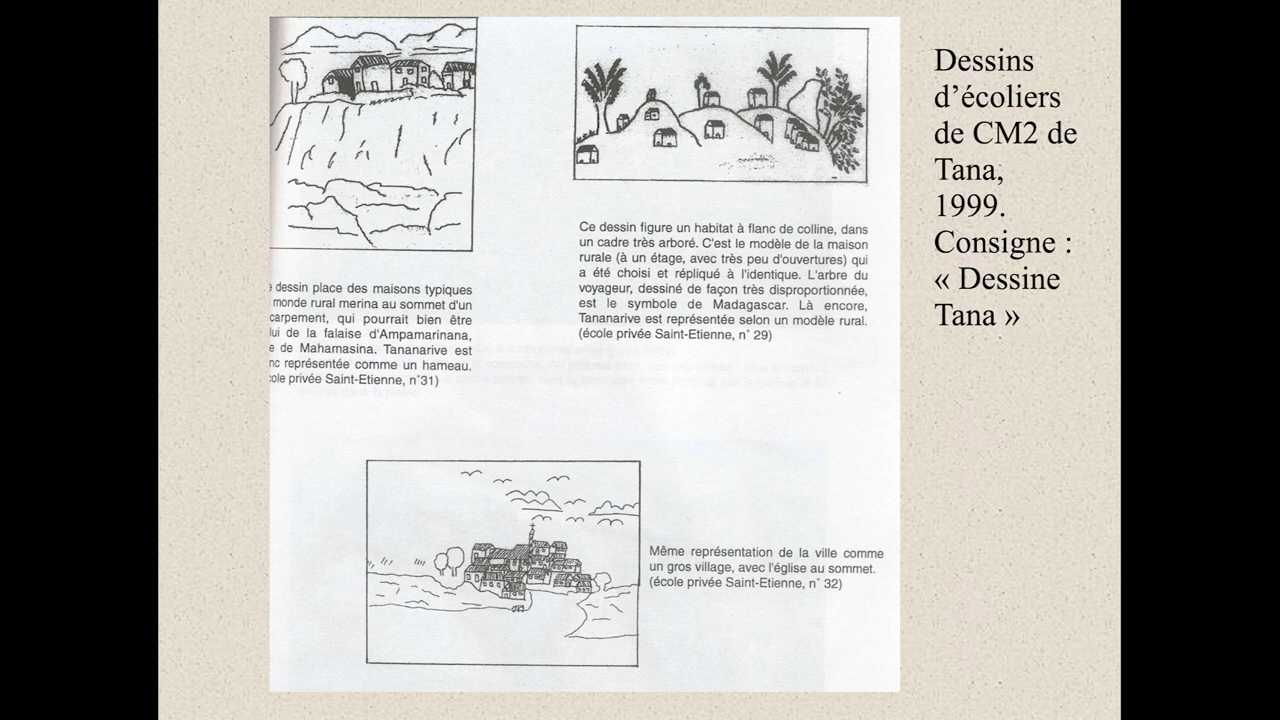 Ce dessin figure un habitat à flanc de colline, dans
un cadre très arboré. C'est le modèle de la maison
rurale (à un étage, avec très peu d'ouvertures) qui
a été choisi et répliqué à l'identique. L'arbre du
voyageur, dessiné de façon très disproportionnée,
est le symbole de Madagascar. Là encore,
Tananarive est représentée selon un modèle rural.
(école privée Saint-Etienne, n° 29)
dessin place des maisons typiques
monde rural merina au sommet d'un
carpement, qui pourrait bien être
lui de la falaise d'Ampamarinana,
de Mahamasina. Tananarive est
nc représentée comme un hameau.
cole privée Saint-Etienne, n°31)
Même représentation de la ville comme
un gros village, avec l'église au sommet.
(école privée Saint-Etienne, n° 32)
Dessins
d'écoliers
de CM2 de
Tana,
1999.
Consigne :
« Dessine
Tana »